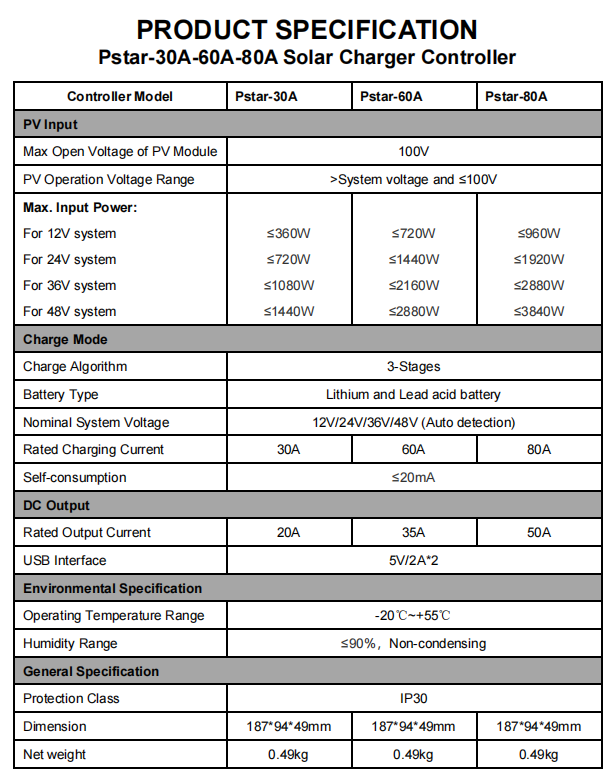 PRODUCT SPECIFICATION
Pstar-30A-60A-80A Solar Charger Controller
Controller Model Pstar-30A Pstar-60A Pstar-80A
PV Input
Max Open Voltage of PV Module 100V
PV Operation Voltage Range >System voltage and ≤100V
Max. Input Power:
For 12V system ≤360W ≤720W ≤960W
For 24V system ≤720W ≤1440W ≤1920W
For 36V system ≤1080W ≤2160W ≤2880W
For 48V system ≤1440W ≤2880W ≤3840W
Charge Mode
Charge Algorithm 3-Stages
Battery Type Lithium and Lead acid battery
Nominal System Voltage 12V/24V/36V/48V (Auto detection)
Rated Charging Current 30A 60A 80A
Self-consumption ≤20mA
DC Output
Rated Output Current 20A 35A 50A
USB Interface 5V/2A*2
Environmental Specification
Operating Temperature Range -20℃~+55℃
Humidity Range ≤90%，Non-condensing
General Specification
Protection Class IP30
Dimension 187*94*49mm 187*94*49mm 187*94*49mm
Net weight 0.49kg 0.49kg 0.49kg